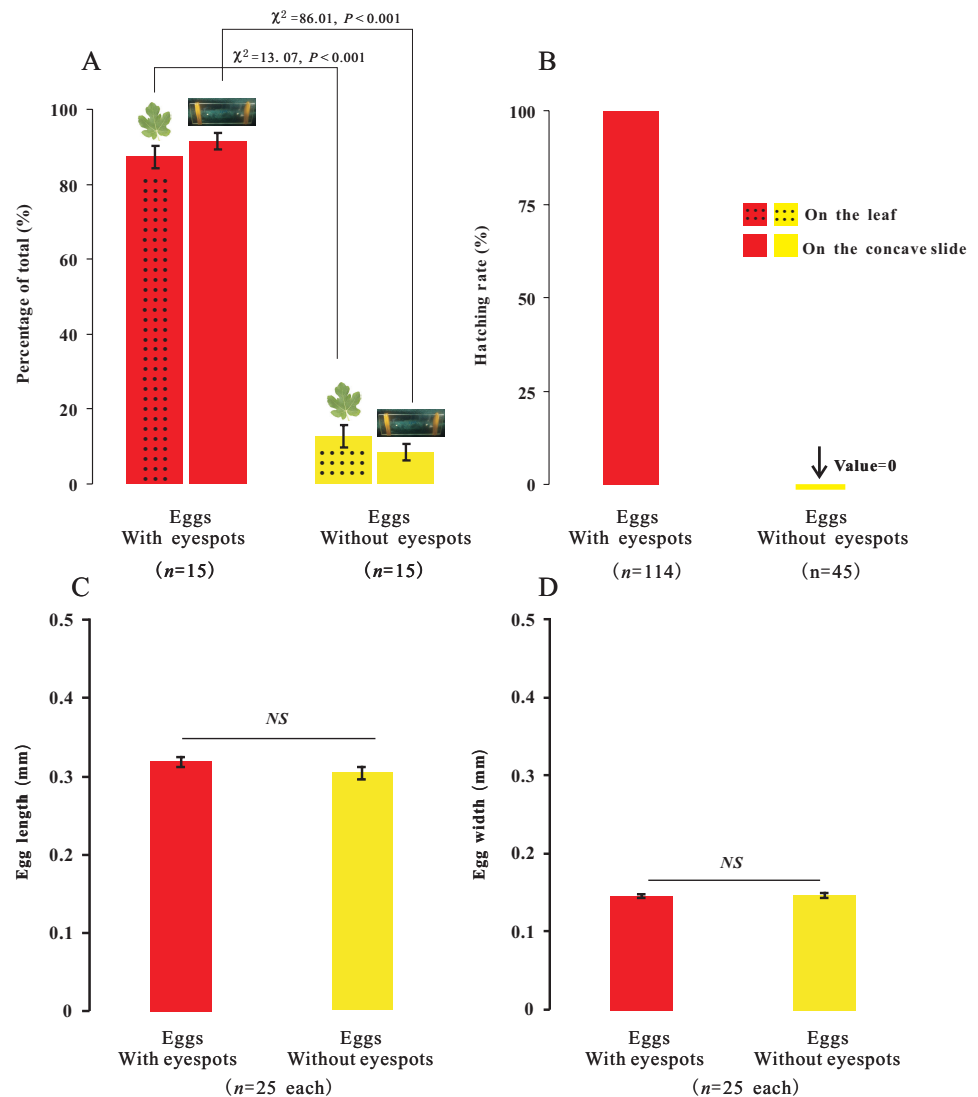 χ²=86.01, P<0.001
χ²=13.07, P<0.001
A
Percentage of total (%)
100
80
60
40
20
0
Eggs
With eyespots
(n=15)
Eggs
Without eyespots
(n=15)
B
Hatching rate (%)
100
75
50
25
0
On the leaf
On the concave slide
Value=0
Eggs
With eyespots
(n=114)
Eggs
Without eyespots
(n=45)
C
Egg length (mm)
0.5
0.4
0.3
0.2
0.1
0
NS
Eggs
With eyespots
Eggs
Without eyespots
(n=25 each)
D
Egg width (mm)
0.5
0.4
0.3
0.2
0.1
0
NS
Eggs
With eyespots
Eggs
Without eyespots
(n=25 each)